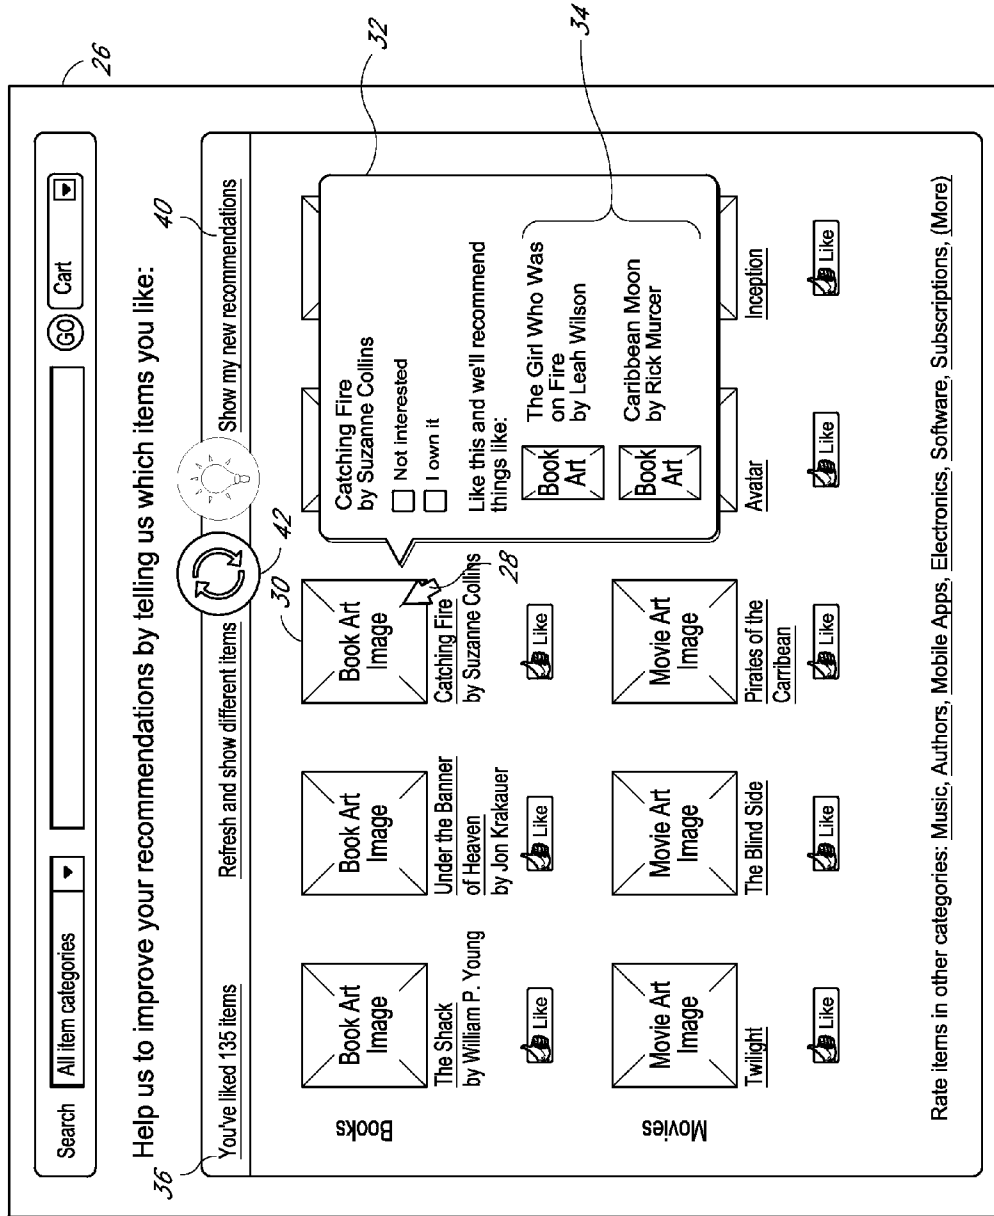 26
Search All item categories GO Cart
Help us to improve your recommendations by telling us which items you like:
36
42
40
You've liked 135 items Refresh and show different items Show my new recommendations
30
32
Books
Book Art
Image
The Shack
by William P. Young
Like
Book Art
Image
Under the Banner
of Heaven
by Jon Krakauer
Like
Book Art
Image
Catching Fire
by Suzanne Collins
Like
28
Catching Fire
by Suzanne Collins
Not interested
I own it
Like this and we'll recommend
things like:
34
Book
Art
The Girl Who Was
on Fire
by Leah Wilson
Book
Art
Caribbean Moon
by Rick Murcer
Movies
Movie Art
Image
Twilight
Like
Movie Art
Image
The Blind Side
Like
Movie Art
Image
Pirates of the
Carribean
Like
Avatar
Like
Inception
Like
Rate items in other categories: Music, Authors, Mobile Apps, Electronics, Software, Subscriptions, (More)